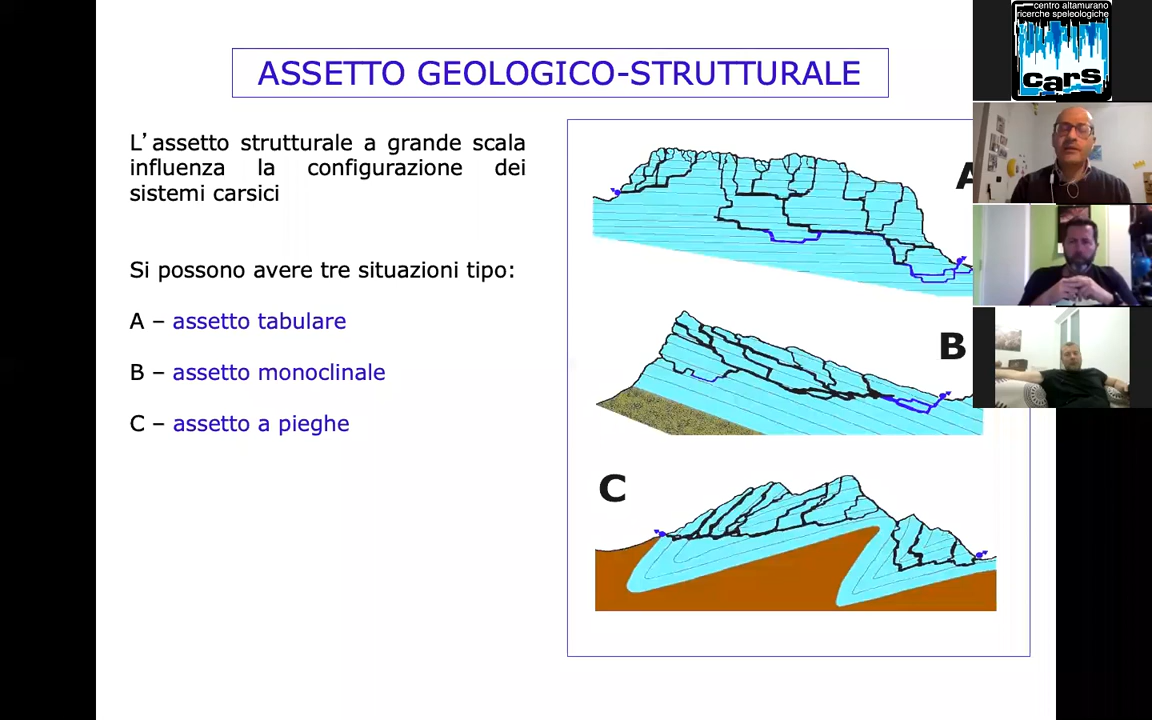 centro altamurano
ricerche speleologiche
cars
ASSETTO GEOLOGICO-STRUTTURALE
L’assetto strutturale a grande scala
influenza la configurazione dei
sistemi carsici
Si possono avere tre situazioni tipo:
A – assetto tabulare
B – assetto monoclinale
C – assetto a pieghe
A
B
C